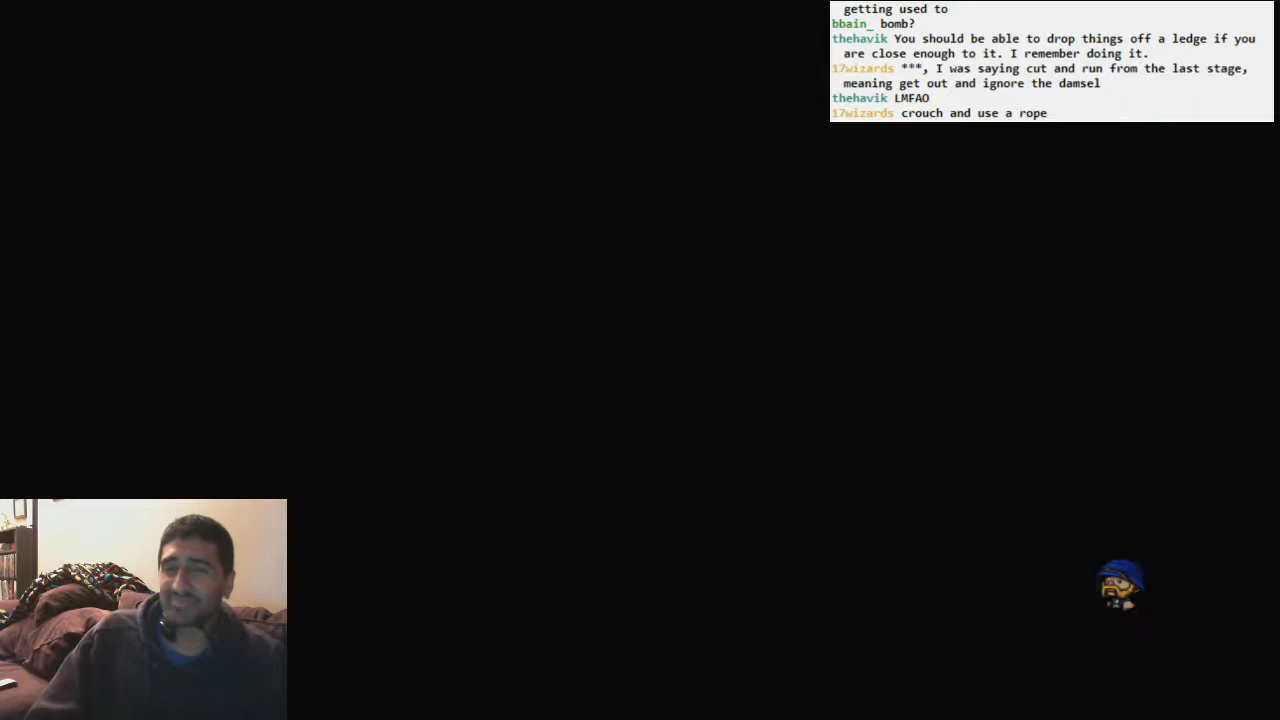 getting used to
bbain_ bomb?
thehavik You should be able to drop things off a ledge if you
are close enough to it. I remember doing it.
17wizards ***, I was saying cut and run from the last stage,
meaning get out and ignore the damsel
thehavik LMFAO
17wizards crouch and use a rope